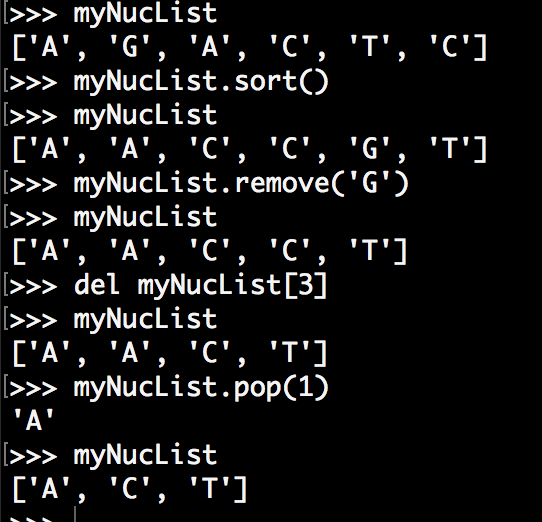 [>>> myNucList
['A', 'G', 'A', 'C', 'T', 'C']
[>>> myNucList.sort()
[>>> myNucList
['A', 'A', 'C', 'C', 'G', 'T']
[>>> myNucList.remove('G')
[>>> myNucList
['A', 'A', 'C', 'C', 'T']
[>>> del myNucList[3]
[>>> myNucList
['A', 'A', 'C', 'T']
[>>> myNucList.pop(1)
'A'
[>>> myNucList
['A', 'C', 'T']
>>>